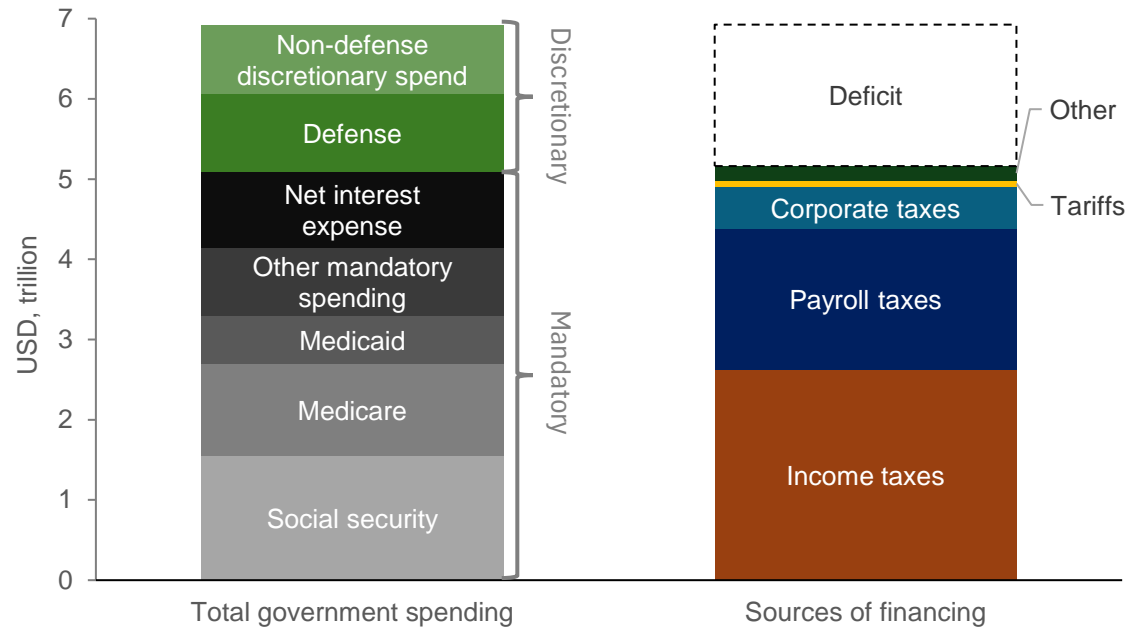 7
6
5
4
3
2
1
0
USD, trillion
Non-defense
discretionary spend
Defense
Net interest
expense
Other mandatory
spending
Medicaid
Medicare
Social security
Discretionary
Mandatory
Deficit
Other
Tariffs
Corporate taxes
Payroll taxes
Income taxes
Total government spending
Sources of financing